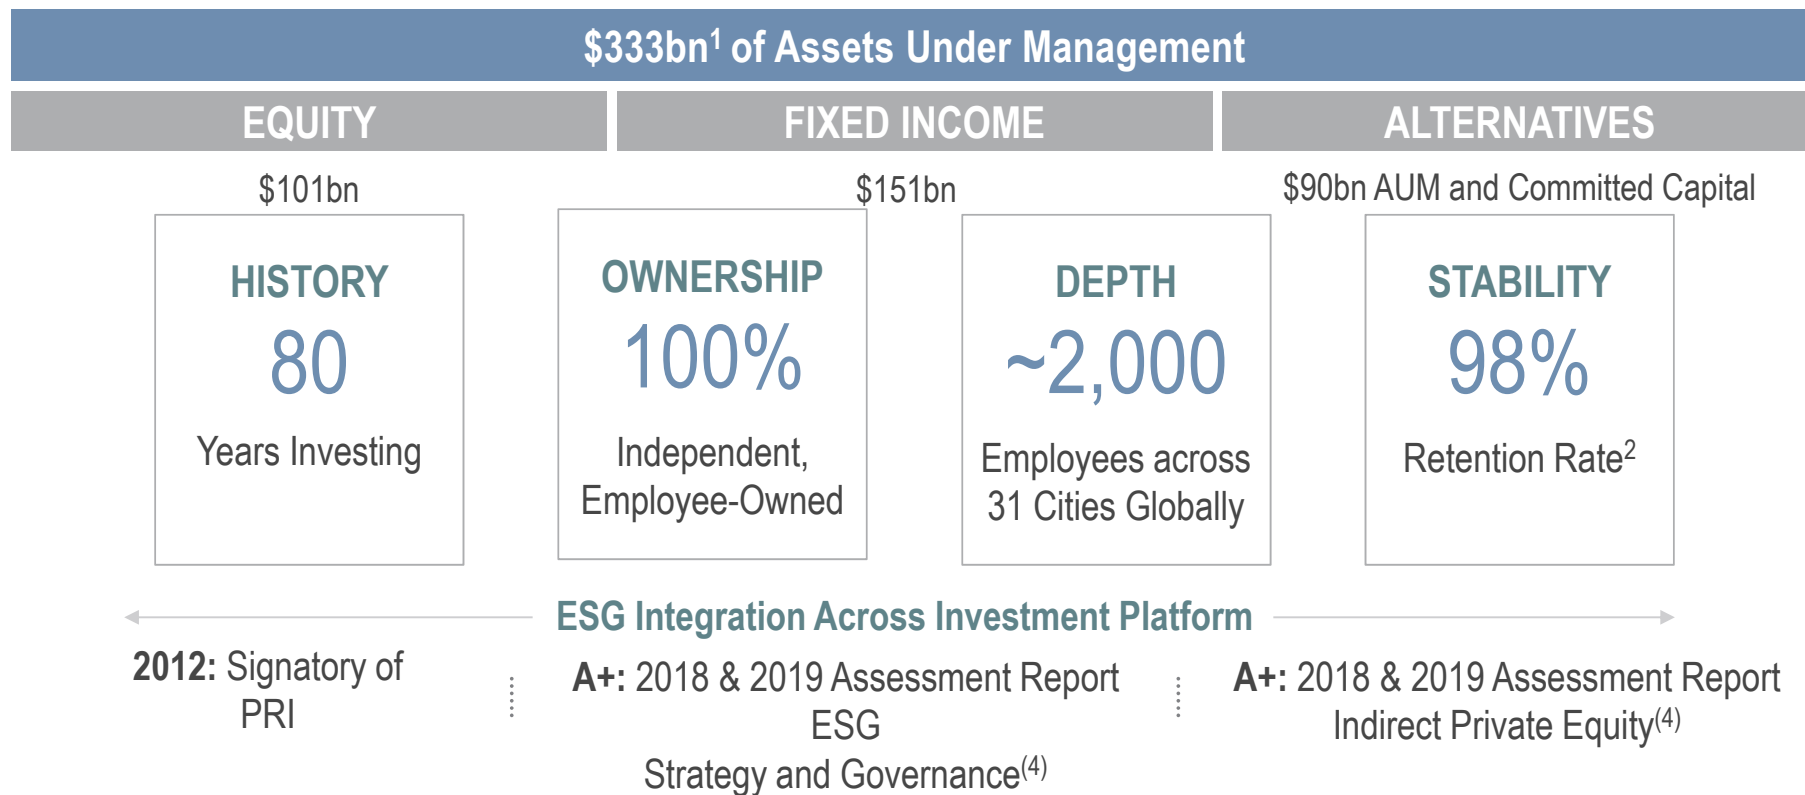 $333bn1 of Assets Under Management
EQUITY
FIXED INCOME
ALTERNATIVES
$101bn
$151bn
$90bn AUM and Committed Capital
HISTORY
80
Years Investing
OWNERSHIP
100%
Independent,
Employee-Owned
DEPTH
~2,000
Employees across
31 Cities Globally
STABILITY
98%
Retention Rate2
ESG Integration Across Investment Platform
2012: Signatory of
PRI
A+: 2018 & 2019 Assessment Report
ESG
Strategy and Governance(4)
A+: 2018 & 2019 Assessment Report
Indirect Private Equity(4)